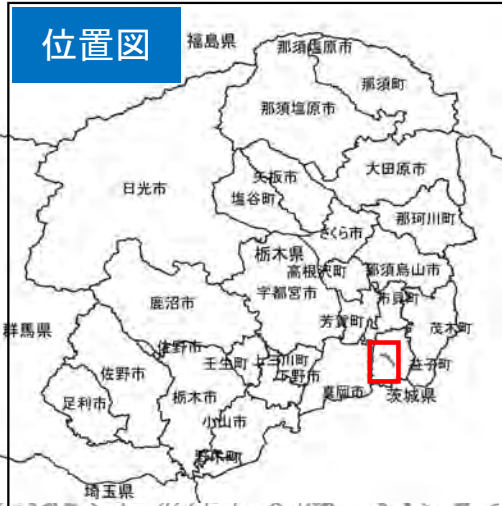 位置図
福島県
那須塩原市
那須町
那須塩原市
大田原市
矢板市
日光市
塩谷町
那珂川町
さくら市
栃木県
高根沢町
那須烏山市
宇都宮市
市貝町
鹿沼市
芳賀町
茂木町
群馬県
佐野市
壬生町
上三川町
益子町
佐野市
下野市
真岡市
茨城県
足利市
栃木市
小山市
野木町
埼玉県